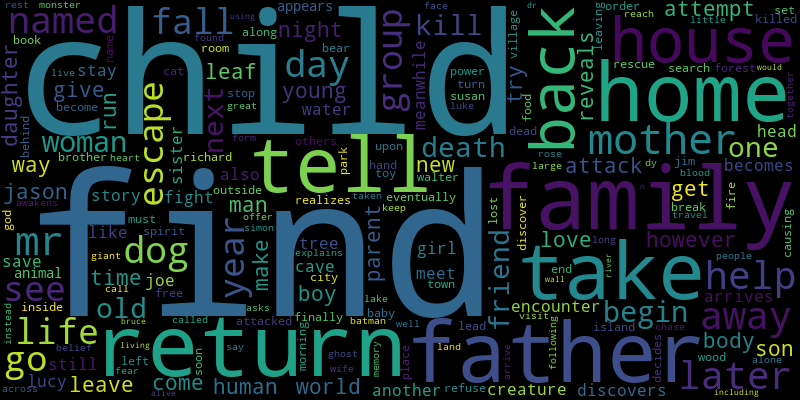 rest monster
using
appears
face
order
reach
dr
killed
named
fall
child
kill
group
back
attempt set
leaving
little
house
book
name
room found along
night
bear
village
reveals
daughter
stay
cat
leaf
day
young
meanwhile
try
power
turn
rescue search forest would
home
live
give
become
run
next
stop
great
water
susan
luke
food
together
behind
woman
escape
sister
form
others
upon
tell
death
dead
rose
mother
head
one
way
brother heart
richard
also
park
hand
toy
new
walter
large
attack dy
jim
blood
becomes
jason
story fight
outside
man
realizes
taken
keep
eventually
find
lost
discover
family
get
break
travel
fire
god
awakens
must
offer
simon
mr
like
spirit
year
tree
explains
parent
girl
friend
love long
however
n
causing
save
animal
giant
dog
make
cave
city
meet
town
end
wall
river
people
take
help
see
time joe
boy
lake
baby
encounter
arrives
inside
call
free
asks
old
finally
batman well
lead
island
visit
begin
away
instead
life
bruce called
attacked
morning
return
father
land
arrive
following
decides
chase
body
son
belief
living
left
say
soon
ghost
wife
memory
place
wood alone
go
still
fear
lucy leave
come
human world
another refuse creature discovers
later
across
alive
including